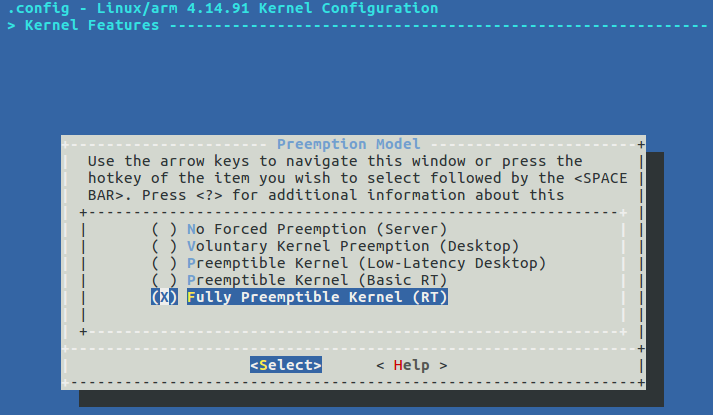 .config - Linux/arm 4.14.91 Kernel Configuration
> Kernel Features ------------------------------------------------------------
Preemption Model
Use the arrow keys to navigate this window or press the
hotkey of the item you wish to select followed by the <SPACE
BAR>. Press <?> for additional information about this
( ) No Forced Preemption (Server)
( ) Voluntary Kernel Preemption (Desktop)
( ) Preemptible Kernel (Low-Latency Desktop)
( ) Preemptible Kernel (Basic RT)
(X) Fully Preemptible Kernel (RT)
<Select> < Help >